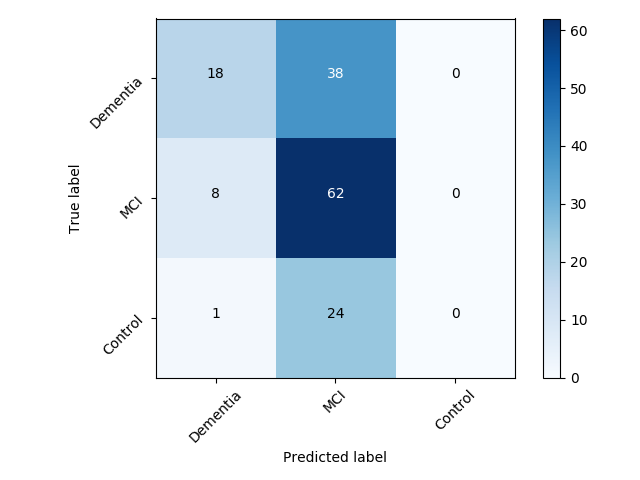 Dementia 18 38 0
MCI 8 62 0
Control 1 24 0
Dementia MCI Control
True label
Predicted label
60
50
40
30
20
10
0